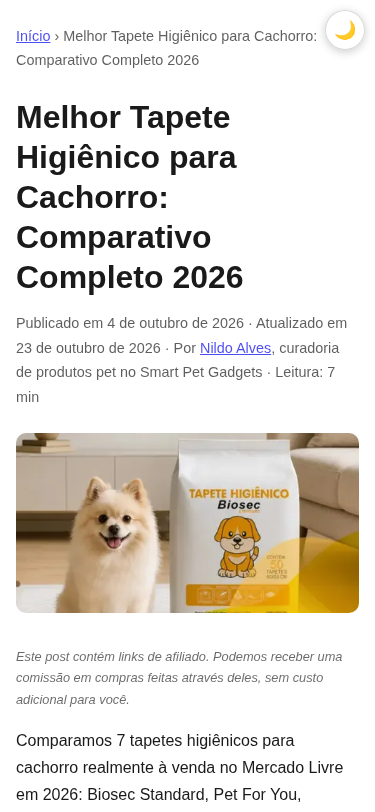 Início › Melhor Tapete Higiênico para Cachorro:
Comparativo Completo 2026
Melhor Tapete
Higiênico para
Cachorro:
Comparativo
Completo 2026
Publicado em 4 de outubro de 2026 · Atualizado em
23 de outubro de 2026 · Por Nildo Alves, curadoria
de produtos pet no Smart Pet Gadgets · Leitura: 7
min
TAPETE HIGIÊNICO
Biosec
CONTÉM
50
TAPETES
Este post contém links de afiliado. Podemos receber uma
comissão em compras feitas através deles, sem custo
adicional para você.
Comparamos 7 tapetes higiênicos para
cachorro realmente à venda no Mercado Livre
em 2026: Biosec Standard, Pet For You,